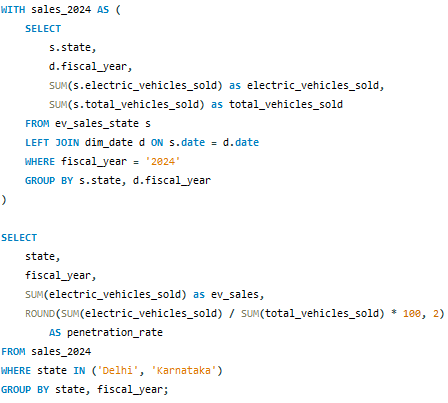 WITH sales_2024 AS (
    SELECT
        s.state,
        d.fiscal_year,
        SUM(s.electric_vehicles_sold) as electric_vehicles_sold,
        SUM(s.total_vehicles_sold) as total_vehicles_sold
    FROM ev_sales_state s
    LEFT JOIN dim_date d ON s.date = d.date
    WHERE fiscal_year = '2024'
    GROUP BY s.state, d.fiscal_year
)
SELECT
    state,
    fiscal_year,
    SUM(electric_vehicles_sold) as ev_sales,
    ROUND(SUM(electric_vehicles_sold) / SUM(total_vehicles_sold) * 100, 2)
        AS penetration_rate
FROM sales_2024
WHERE state IN ('Delhi', 'Karnataka')
GROUP BY state, fiscal_year;